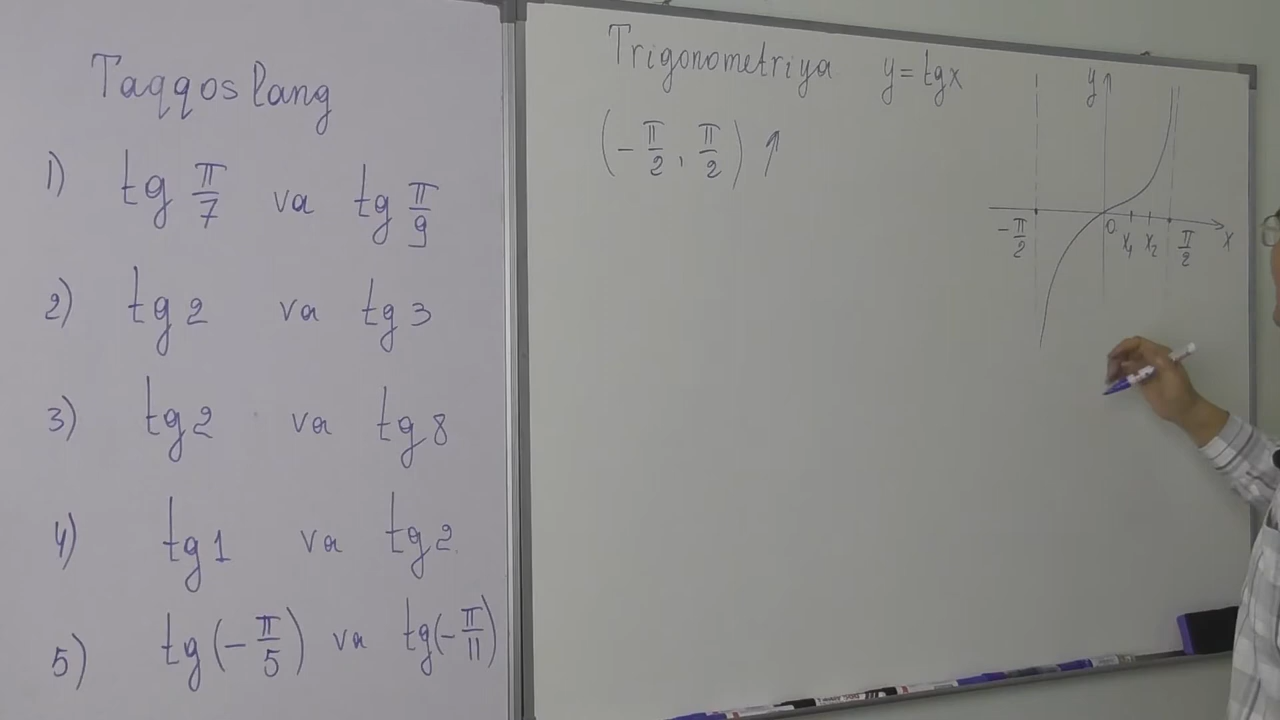 Taqqoslang
1) tg π/7 va tg π/9
2) tg 2 va tg 3
3) tg 2 va tg 8
4) tg 1 va tg 2
5) tg(-π/5) va tg(-π/11)
Trigonometriya y = tgx
(-π/2, π/2) ↑
y
-π/2 0 x₁ x₂ π/2 x